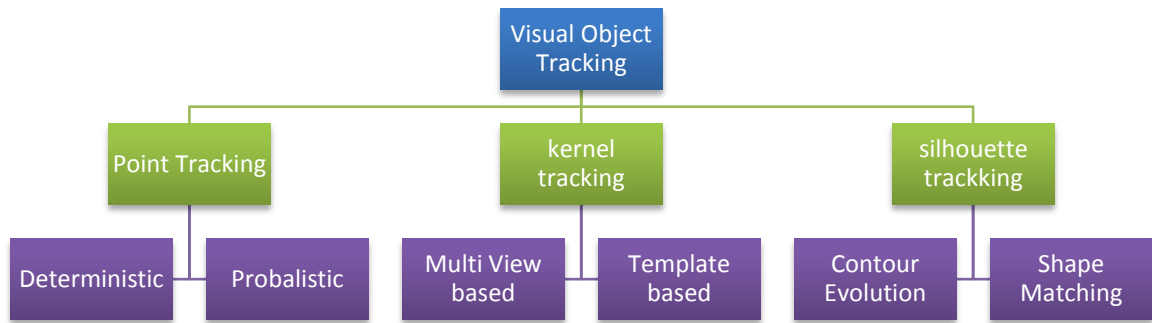 Visual Object
Tracking
Point Tracking
kernel
tracking
silhouette
trackking
Deterministic
Probalistic
Multi View
based
Template
based
Contour
Evolution
Shape
Matching